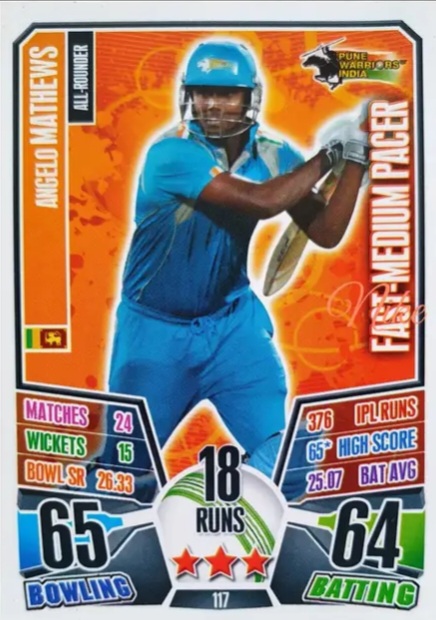 ANGELO MATHEWS
ALL-ROUNDER
PUNE
WARRIORS
INDIA
FAST-MEDIUM PACER
MATCHES 24
WICKETS 15
BOWL SR 26.33
376 IPL RUNS
65* HIGH SCORE
25.07 BAT AVG
18
RUNS
65
BOWLING
64
BATTING
117